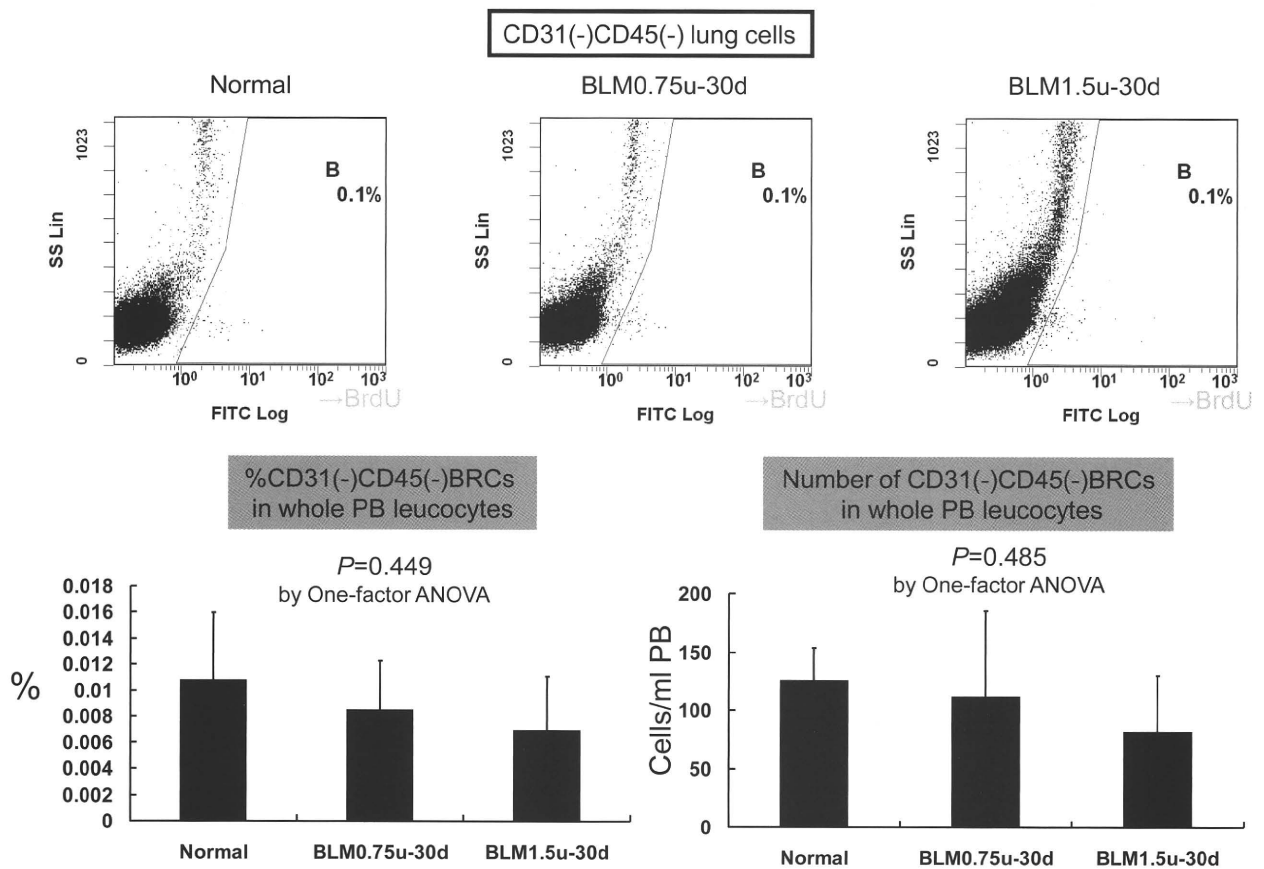 CD31(-)CD45(-) lung cells
Normal
BLM0.75u-30d
BLM1.5u-30d
1023
SS Lin
0
B
0.1%
10⁰ 10¹ 10² 10³
FITC Log
→BrdU
1023
SS Lin
0
B
0.1%
10⁰ 10¹ 10² 10³
FITC Log
→BrdU
1023
SS Lin
0
B
0.1%
10⁰ 10¹ 10² 10³
FITC Log
→BrdU
%CD31(-)CD45(-)BRCs
in whole PB leucocytes
P=0.449
by One-factor ANOVA
%
0.018
0.016
0.014
0.012
0.01
0.008
0.006
0.004
0.002
0
Normal BLM0.75u-30d BLM1.5u-30d
Number of CD31(-)CD45(-)BRCs
in whole PB leucocytes
P=0.485
by One-factor ANOVA
Cells/ml PB
200
150
100
50
0
Normal BLM0.75u-30d BLM1.5u-30d